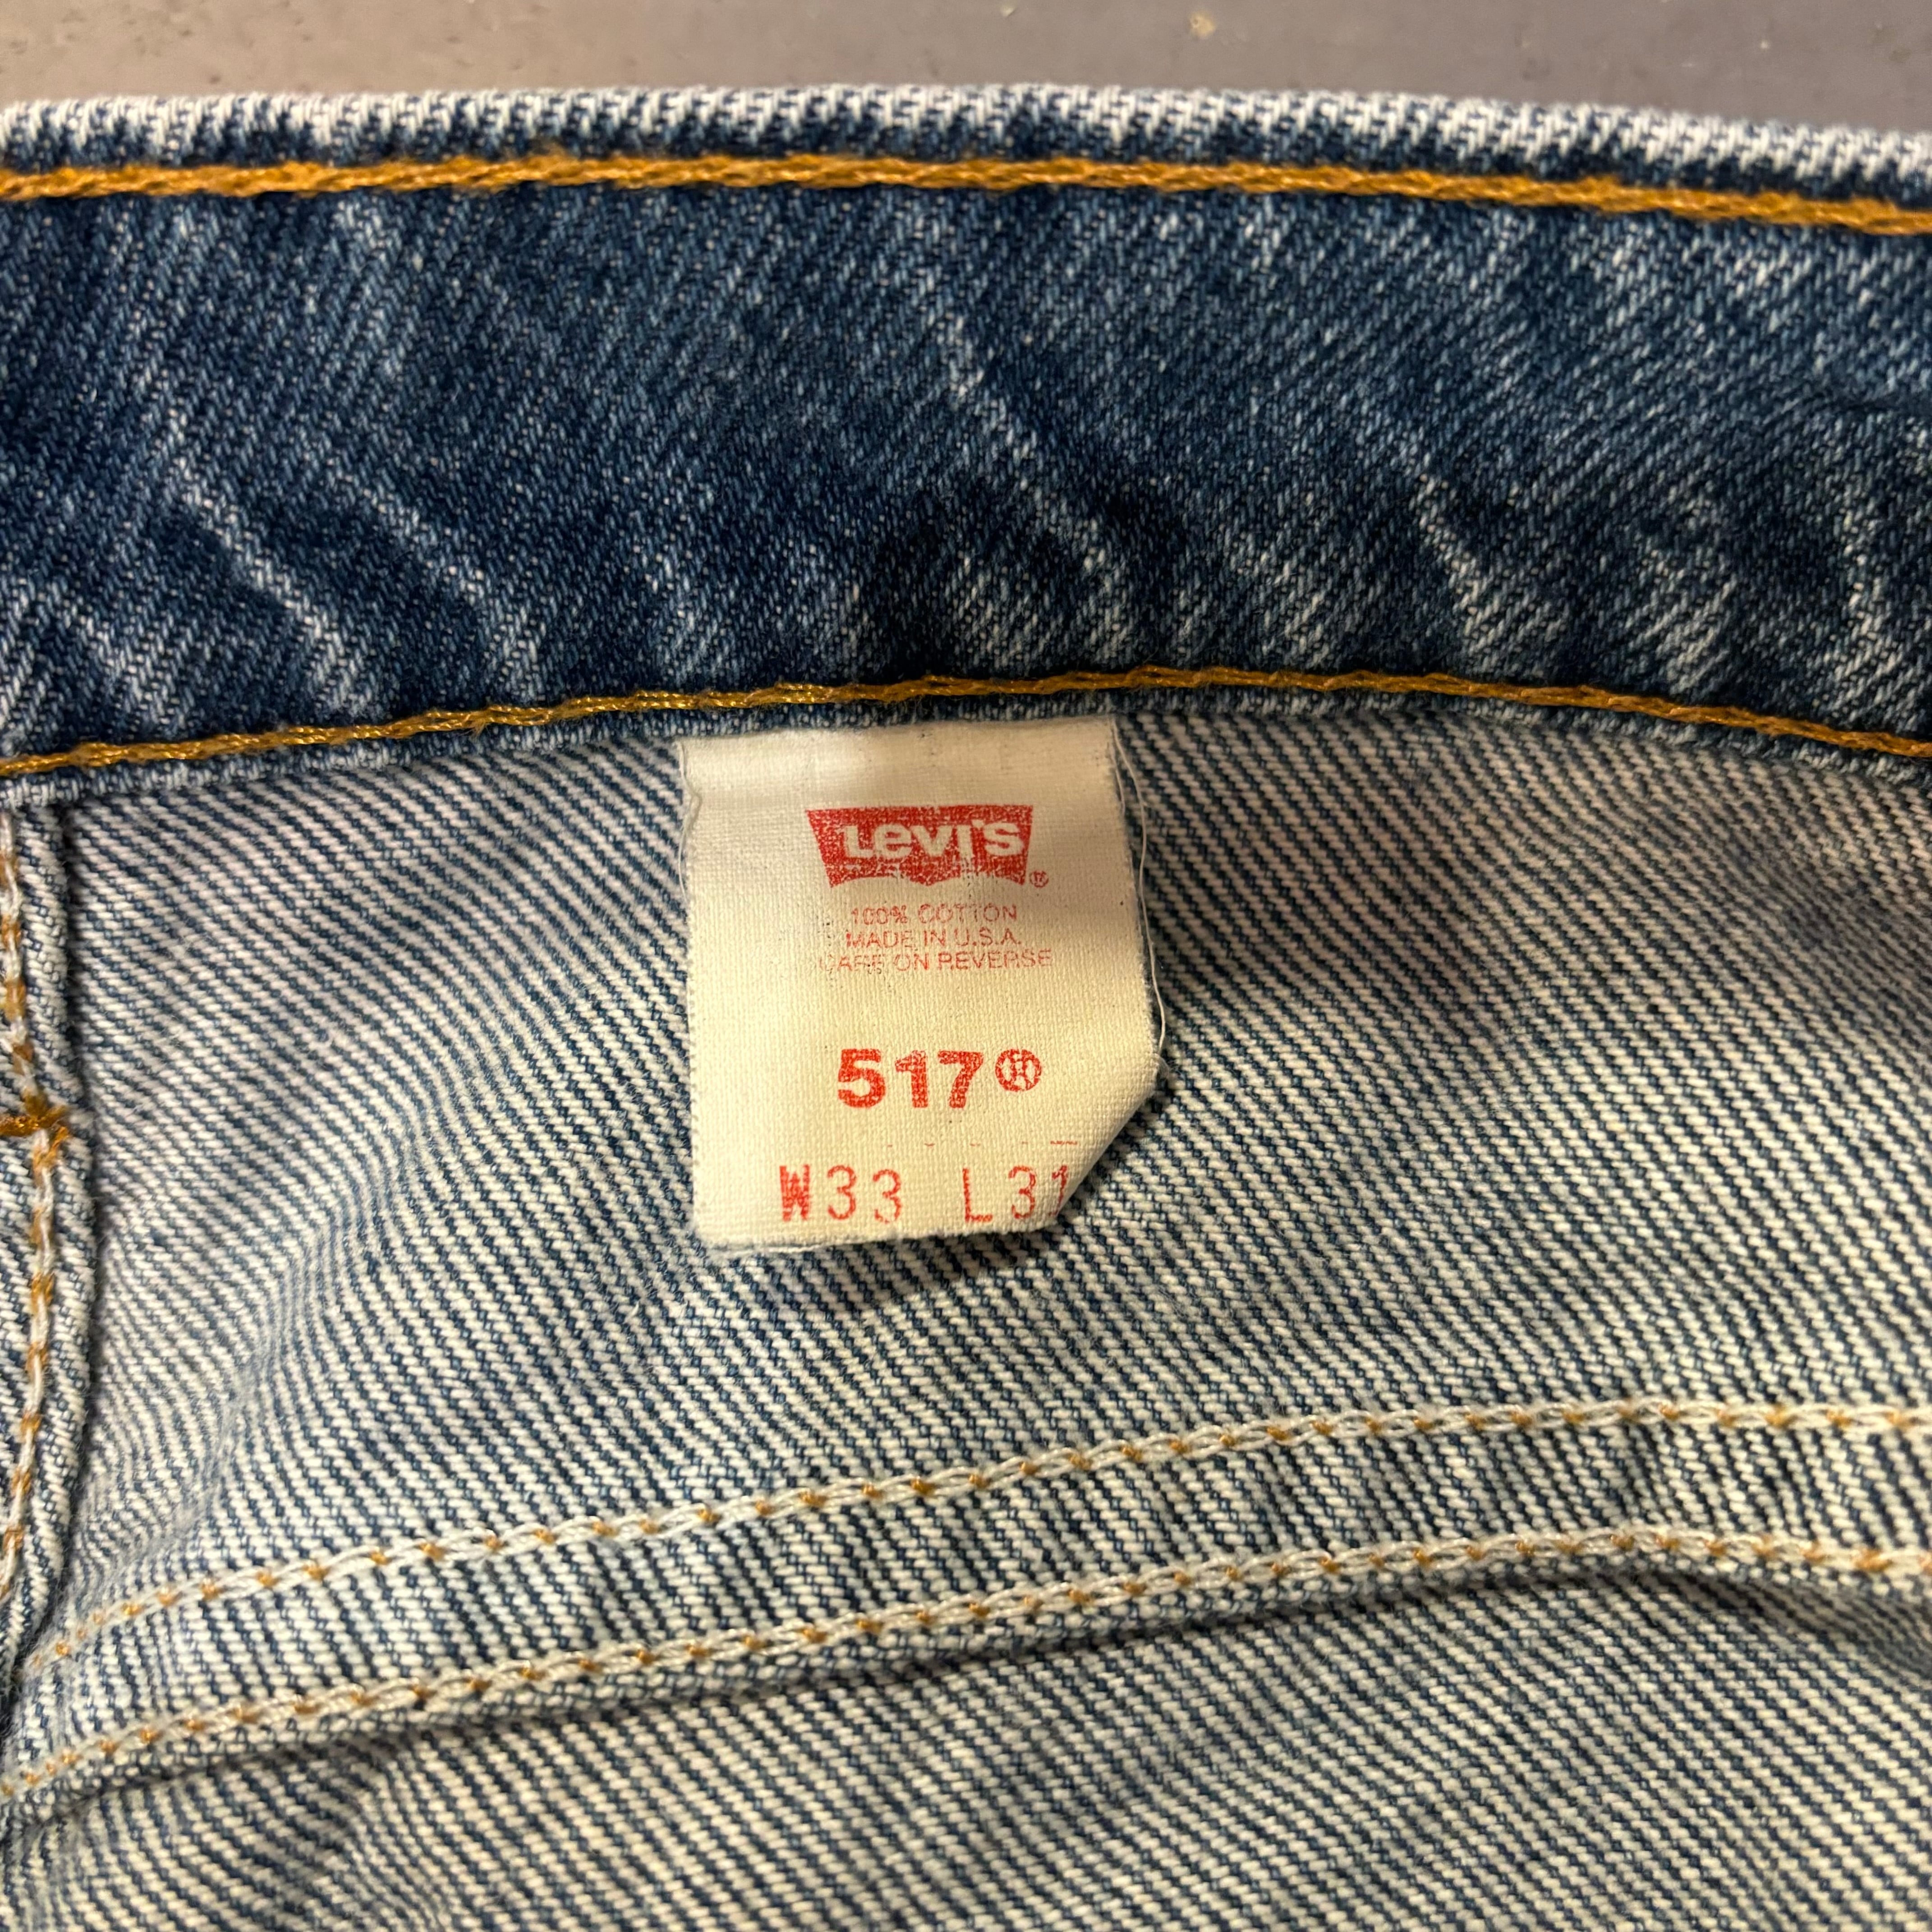 Levi's®
100% COTTON
MADE IN U.S.A.
CARE ON REVERSE
517®
W33 L31